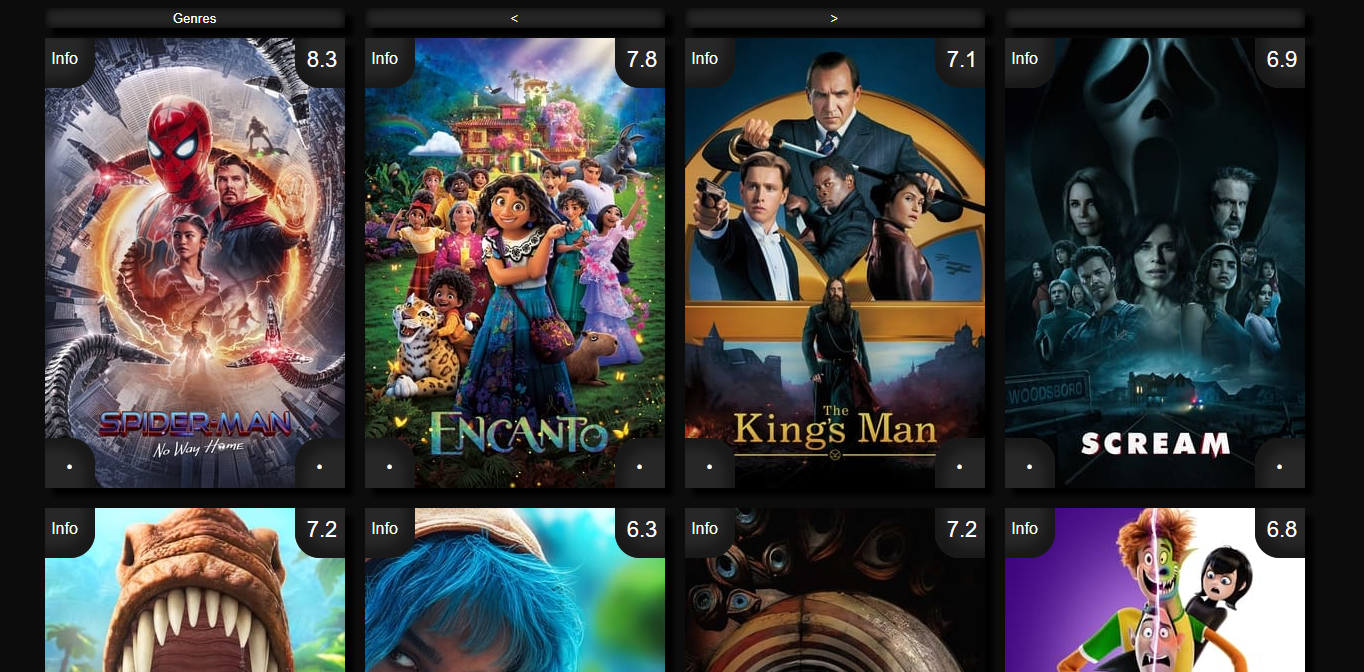 Genres
<
>
Info
8.3
Info
7.8
Info
7.1
Info
6.9
SPIDER-MAN
No Way Home
ENCANTO
The
King's Man
WOODSBORO
SCREAM
Info
7.2
Info
6.3
Info
7.2
Info
6.8